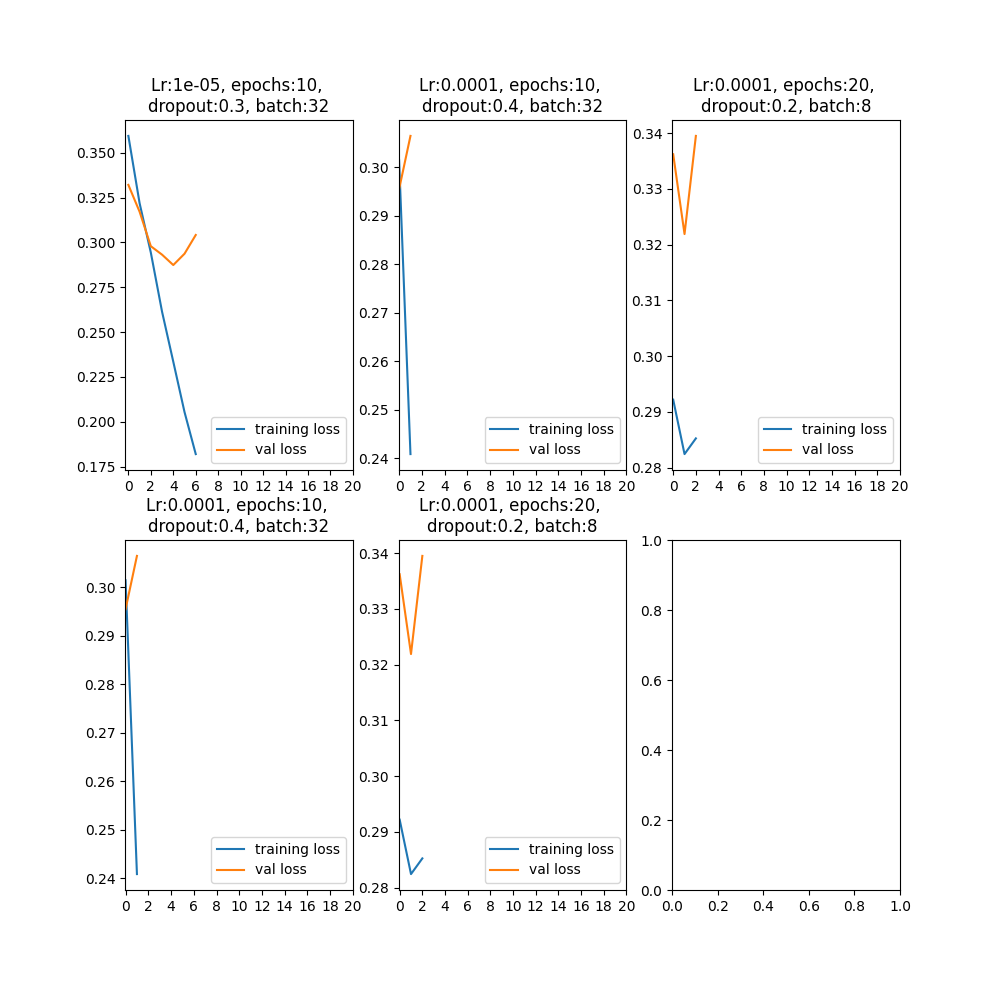 Lr:1e-05, epochs:10,
dropout:0.3, batch:32
0.350
0.325
0.300
0.275
0.250
0.225
0.200
0.175
training loss
val loss
0 2 4 6 8 10 12 14 16 18 20
Lr:0.0001, epochs:10,
dropout:0.4, batch:32
0.30
0.29
0.28
0.27
0.26
0.25
0.24
training loss
val loss
0 2 4 6 8 10 12 14 16 18 20
Lr:0.0001, epochs:20,
dropout:0.2, batch:8
0.34
0.33
0.32
0.31
0.30
0.29
0.28
training loss
val loss
0 2 4 6 8 10 12 14 16 18 20
Lr:0.0001, epochs:10,
dropout:0.4, batch:32
0.30
0.29
0.28
0.27
0.26
0.25
0.24
training loss
val loss
0 2 4 6 8 10 12 14 16 18 20
Lr:0.0001, epochs:20,
dropout:0.2, batch:8
0.34
0.33
0.32
0.31
0.30
0.29
0.28
training loss
val loss
0 2 4 6 8 10 12 14 16 18 20
1.0
0.8
0.6
0.4
0.2
0.0
0.0 0.2 0.4 0.6 0.8 1.0